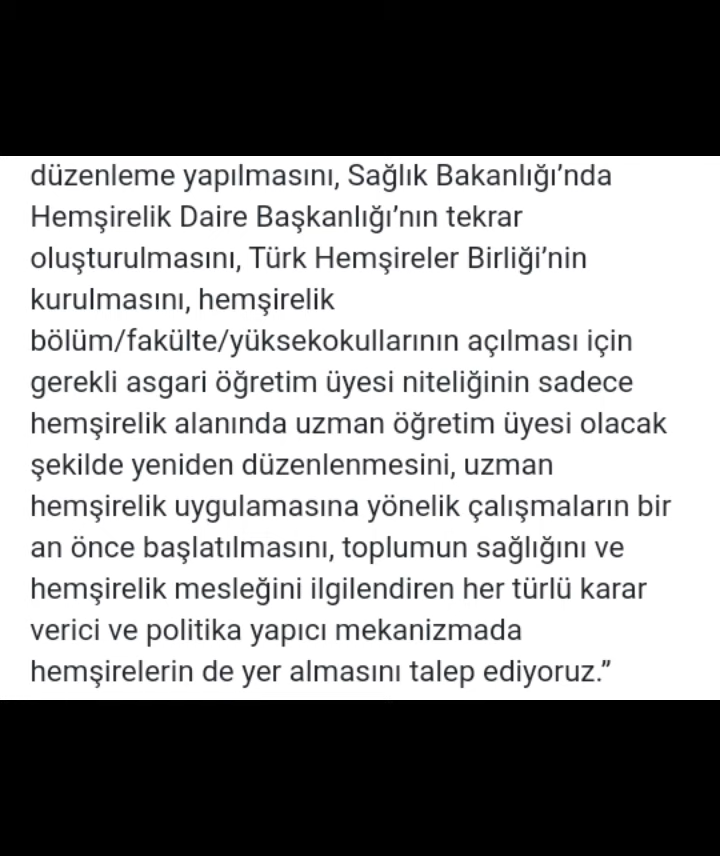 düzenleme yapılmasını, Sağlık Bakanlığı’nda
Hemşirelik Daire Başkanlığı’nın tekrar
oluşturulmasını, Türk Hemşireler Birliği’nin
kurulmasını, hemşirelik
bölüm/fakülte/yüksekokullarının açılması için
gerekli asgari öğretim üyesi niteliğinin sadece
hemşirelik alanında uzman öğretim üyesi olacak
şekilde yeniden düzenlenmesini, uzman
hemşirelik uygulamasına yönelik çalışmaların bir
an önce başlatılmasını, toplumun sağlığını ve
hemşirelik mesleğini ilgilendiren her türlü karar
verici ve politika yapıcı mekanizmada
hemşirelerin de yer almasını talep ediyoruz.”